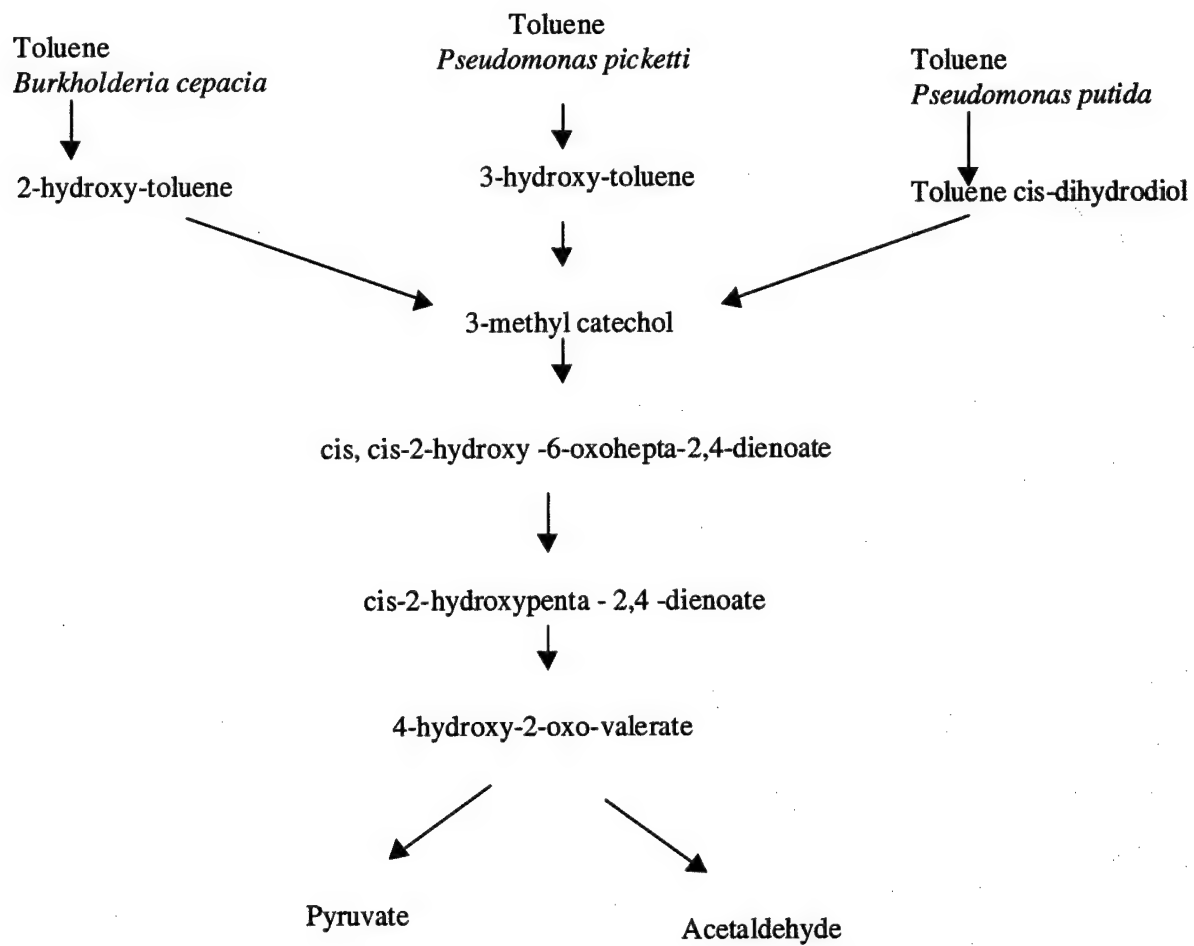 Toluene
Burkholderia cepacia
Toluene
Pseudomonas picketti
Toluene
Pseudomonas putida
2-hydroxy-toluene
3-hydroxy-toluene
Toluene cis-dihydrodiol
3-methyl catechol
cis, cis-2-hydroxy -6-oxohepta-2,4-dienoate
cis-2-hydroxypenta - 2,4 -dienoate
4-hydroxy-2-oxo-valerate
Pyruvate
Acetaldehyde